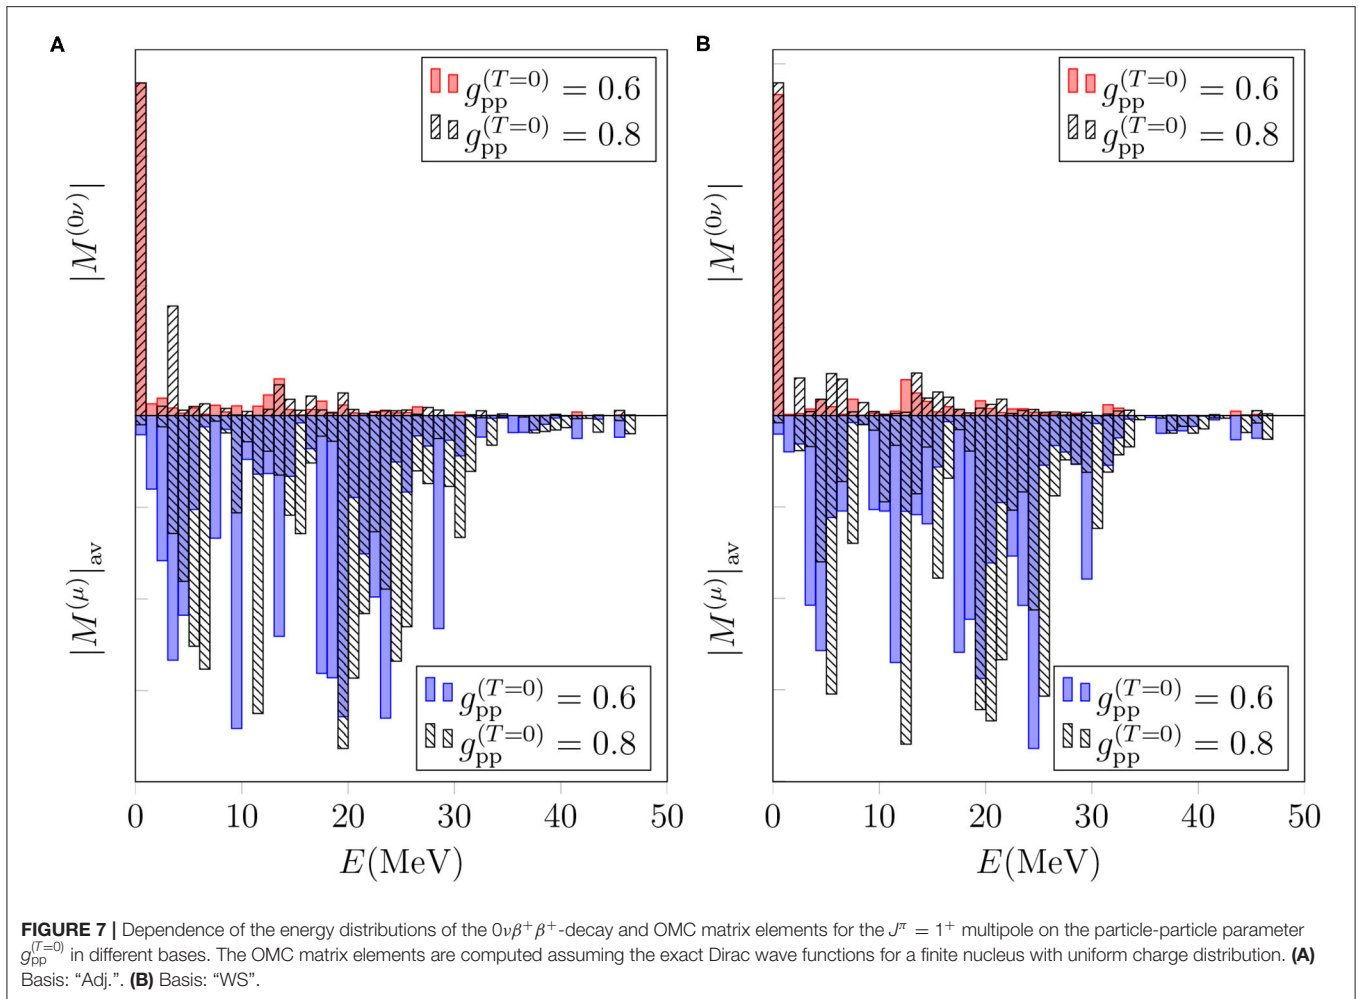 A
B
g_pp^(T=0) = 0.6
g_pp^(T=0) = 0.8
g_pp^(T=0) = 0.6
g_pp^(T=0) = 0.8
|M^(0ν)|
|M^(0ν)|
|M^(μ)|_av
|M^(μ)|_av
g_pp^(T=0) = 0.6
g_pp^(T=0) = 0.8
g_pp^(T=0) = 0.6
g_pp^(T=0) = 0.8
0 10 20 30 40 50
0 10 20 30 40 50
E(MeV)
E(MeV)
FIGURE 7 | Dependence of the energy distributions of the 0νβ⁺β⁺-decay and OMC matrix elements for the J^π = 1⁺ multipole on the particle-particle parameter
g_pp^(T=0) in different bases. The OMC matrix elements are computed assuming the exact Dirac wave functions for a finite nucleus with uniform charge distribution. (A)
Basis: “Adj.”. (B) Basis: “WS”.